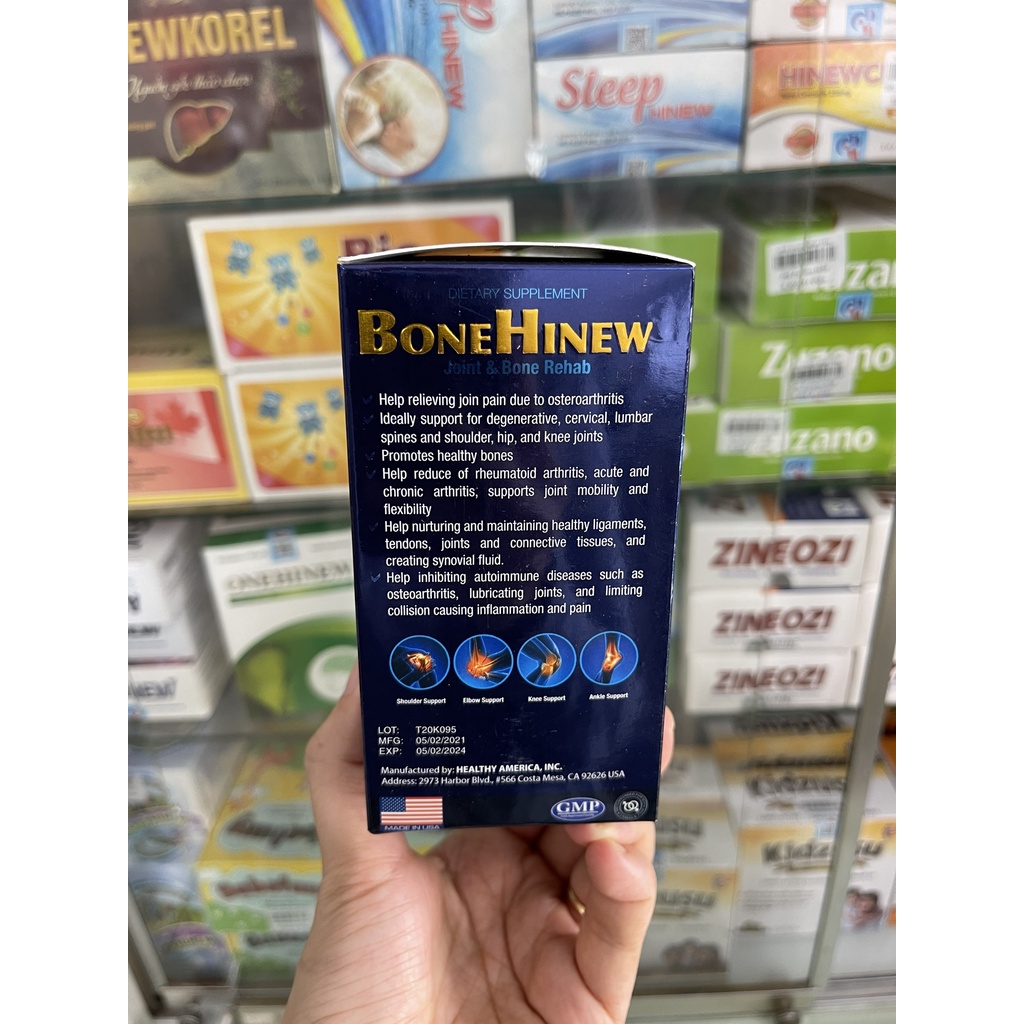 EWKOREL
HINEW
Sleep
HINEW
HINEWC
DIETARY SUPPLEMENT
BONEHINEW
Joint & Bone Rehab
Help relieving join pain due to osteroarthritis
Ideally support for degenerative, cervical, lumbar
spines and shoulder, hip, and knee joints
Promotes healthy bones
Help reduce of rheumatoid arthritis, acute and
chronic arthritis, supports joint mobility and
flexibility
Help nurturing and maintaining healthy ligaments,
tendons, joints and connective tissues, and
creating synovial fluid.
Help inhibiting autoimmune diseases such as
osteoarthritis, lubricating joints, and limiting
collision causing inflammation and pain
Shoulder Support
Elbow Support
Knee Support
Ankle Support
LOT: T20K095
MFG: 05/02/2021
EXP: 05/02/2024
Manufactured by: HEALTHY AMERICA, INC.
Address: 2973 Harbor Blvd., #566 Costa Mesa, CA 92626 USA
MADE IN USA
GMP
ONEHINEW
zano
ZINEOZI
ZINEOZI
ZINEOZI